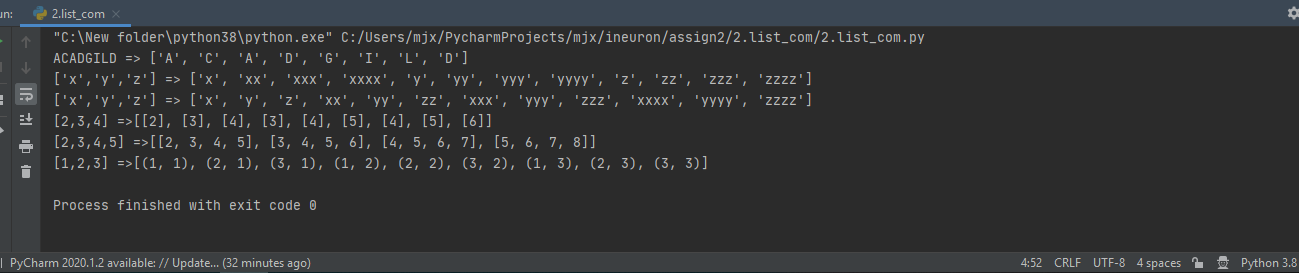 un:
2.list_com
"C:\New folder\python38\python.exe" C:/Users/mjx/PycharmProjects/mjx/ineuron/assign2/2.list_com/2.list_com.py
ACADGILD => ['A', 'C', 'A', 'D', 'G', 'I', 'L', 'D']
['x','y','z'] => ['x', 'xx', 'xxx', 'xxxx', 'y', 'yy', 'yyy', 'yyyy', 'z', 'zz', 'zzz', 'zzzz']
['x','y','z'] => ['x', 'y', 'z', 'xx', 'yy', 'zz', 'xxx', 'yyy', 'zzz', 'xxxx', 'yyyy', 'zzzz']
[2,3,4] =>[[2], [3], [4], [3], [4], [5], [4], [5], [6]]
[2,3,4,5] =>[[2, 3, 4, 5], [3, 4, 5, 6], [4, 5, 6, 7], [5, 6, 7, 8]]
[1,2,3] =>[(1, 1), (2, 1), (3, 1), (1, 2), (2, 2), (3, 2), (1, 3), (2, 3), (3, 3)]
Process finished with exit code 0
PyCharm 2020.1.2 available: // Update... (32 minutes ago)
4:52 CRLF UTF-8 4 spaces Python 3.8